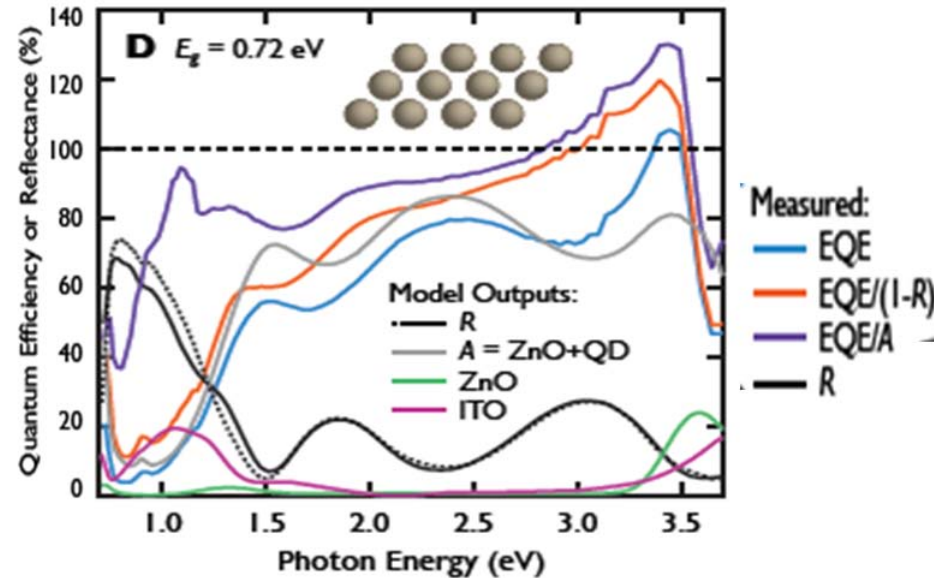 140
120
100
80
60
40
20
0
Quantum Efficiency or Reflectance (%)
D E_g = 0.72 eV
Model Outputs:
R
A = ZnO+QD
ZnO
ITO
1.0 1.5 2.0 2.5 3.0 3.5
Photon Energy (eV)
Measured:
EQE
EQE/(1-R)
EQE/A
R